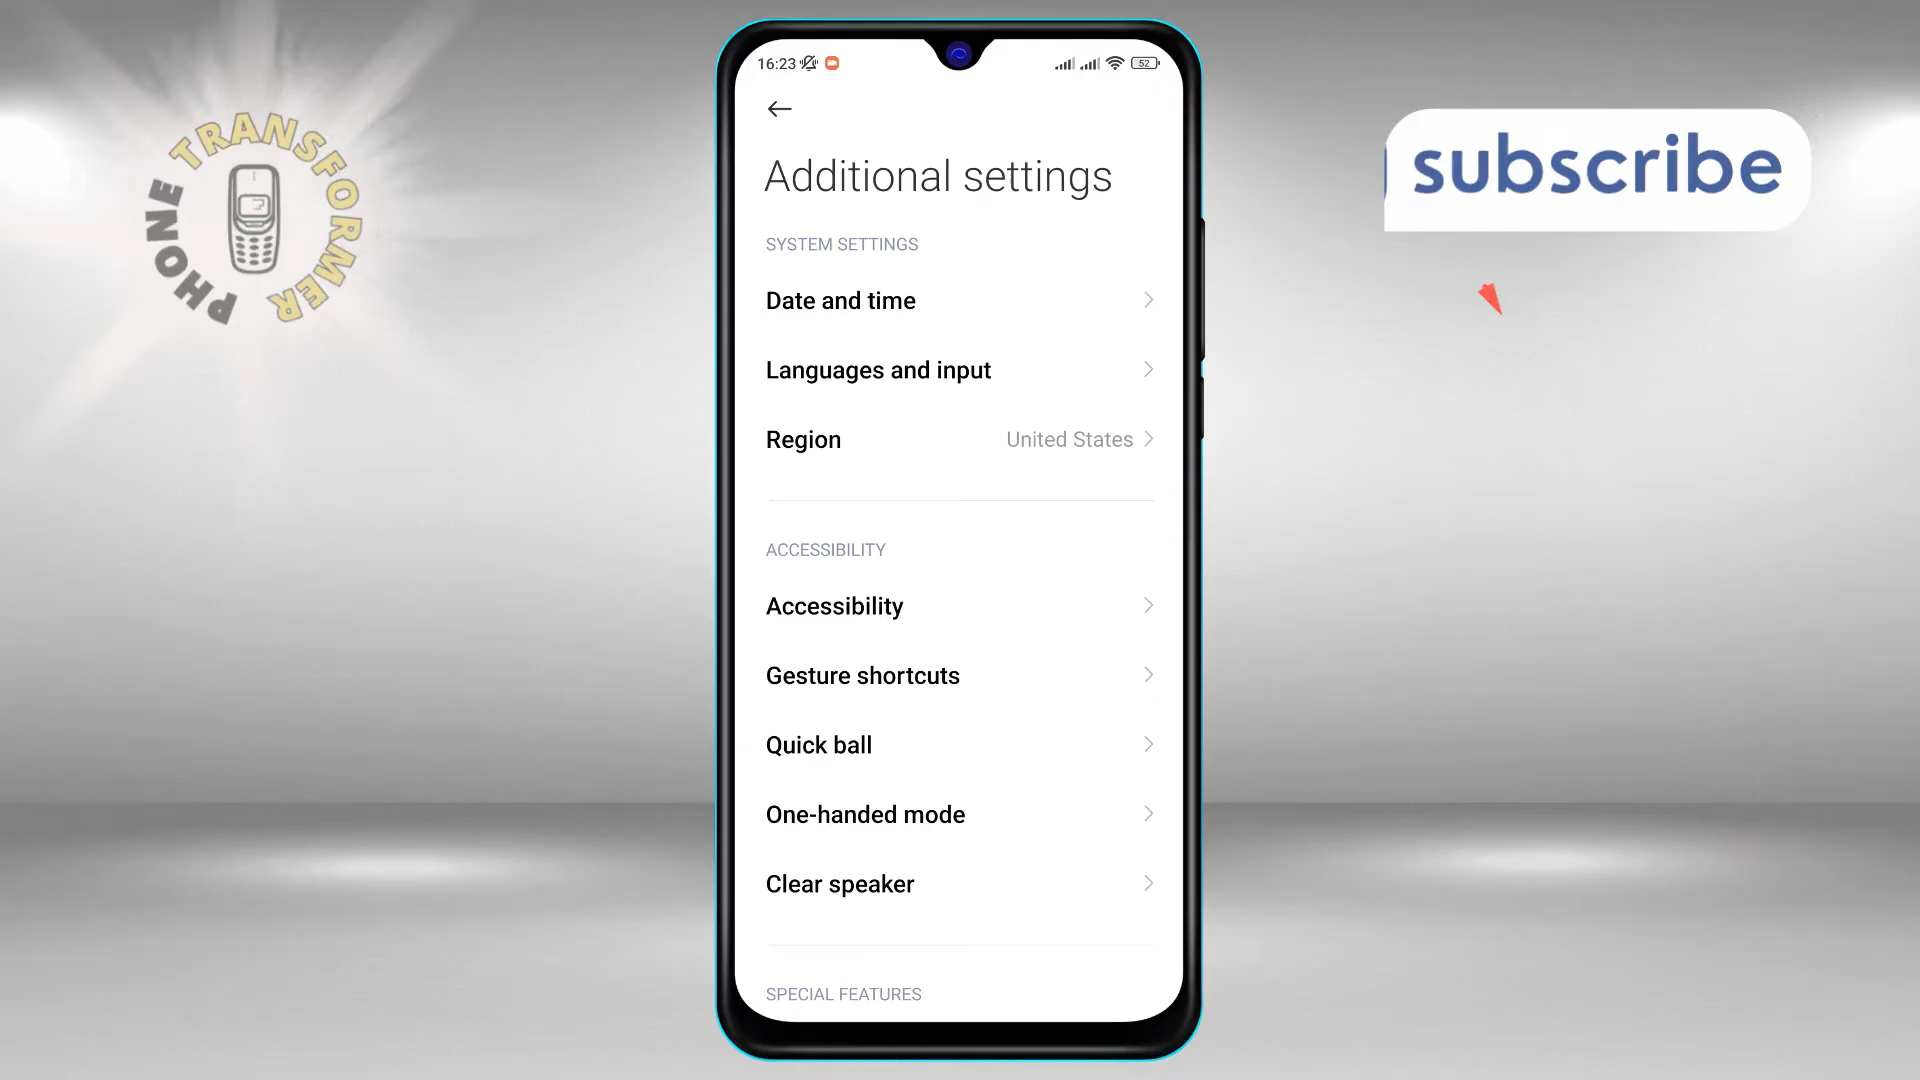 PHONE TRANSFORMER
16:23
52
Additional settings
SYSTEM SETTINGS
Date and time
Languages and input
Region United States
ACCESSIBILITY
Accessibility
Gesture shortcuts
Quick ball
One-handed mode
Clear speaker
SPECIAL FEATURES
subscribe